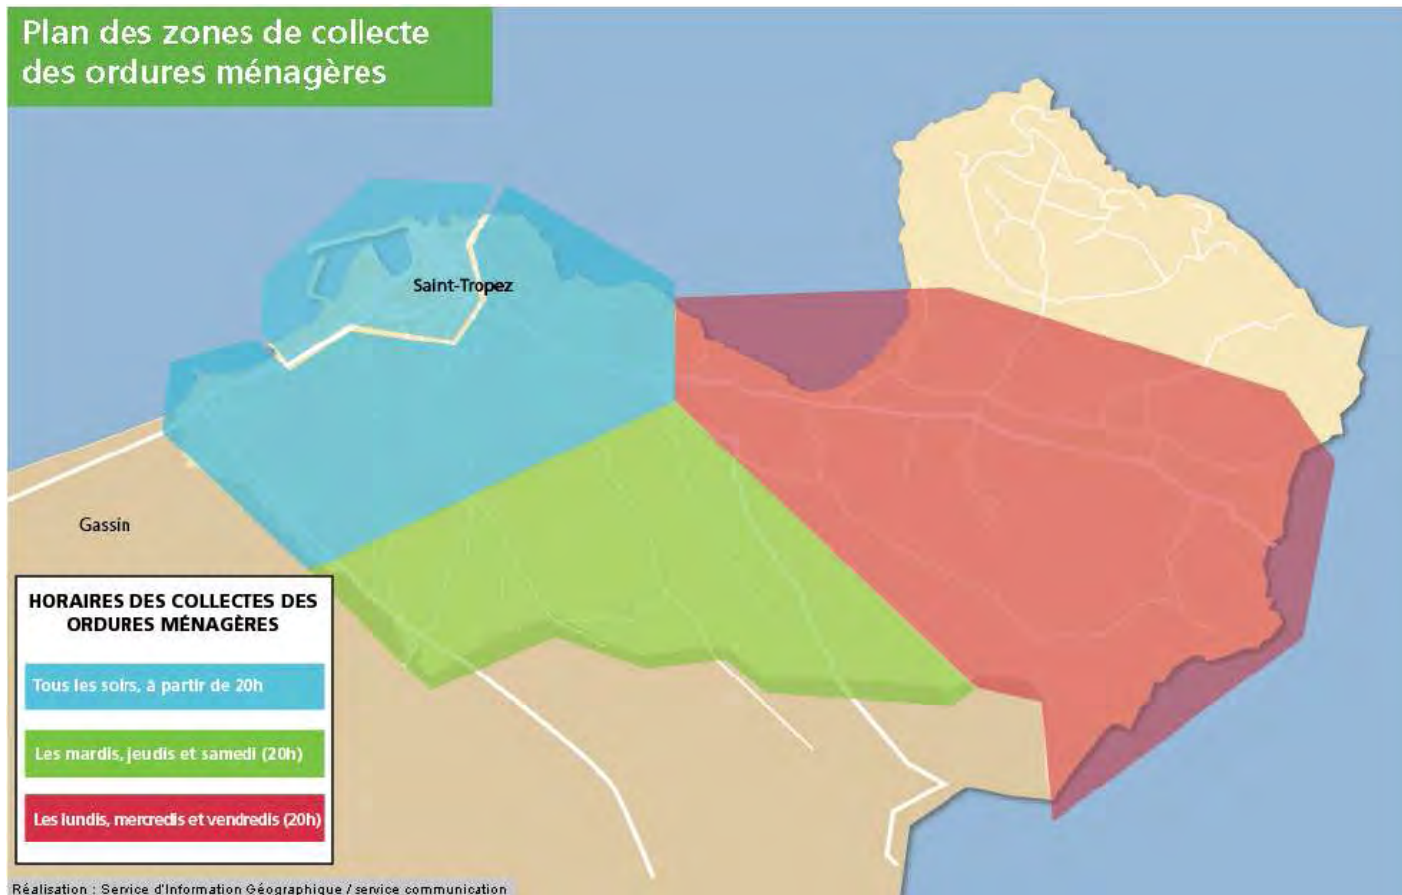 Plan des zones de collecte
des ordures ménagères
Saint-Tropez
Gassin
HORAIRES DES COLLECTES DES
ORDURES MÉNAGÈRES
Tous les soirs, à partir de 20h
Les mardis, jeudis et samedi (20h)
Les lundis, mercredis et vendredis (20h)
Réalisation : Service d'Information Géographique / service communication